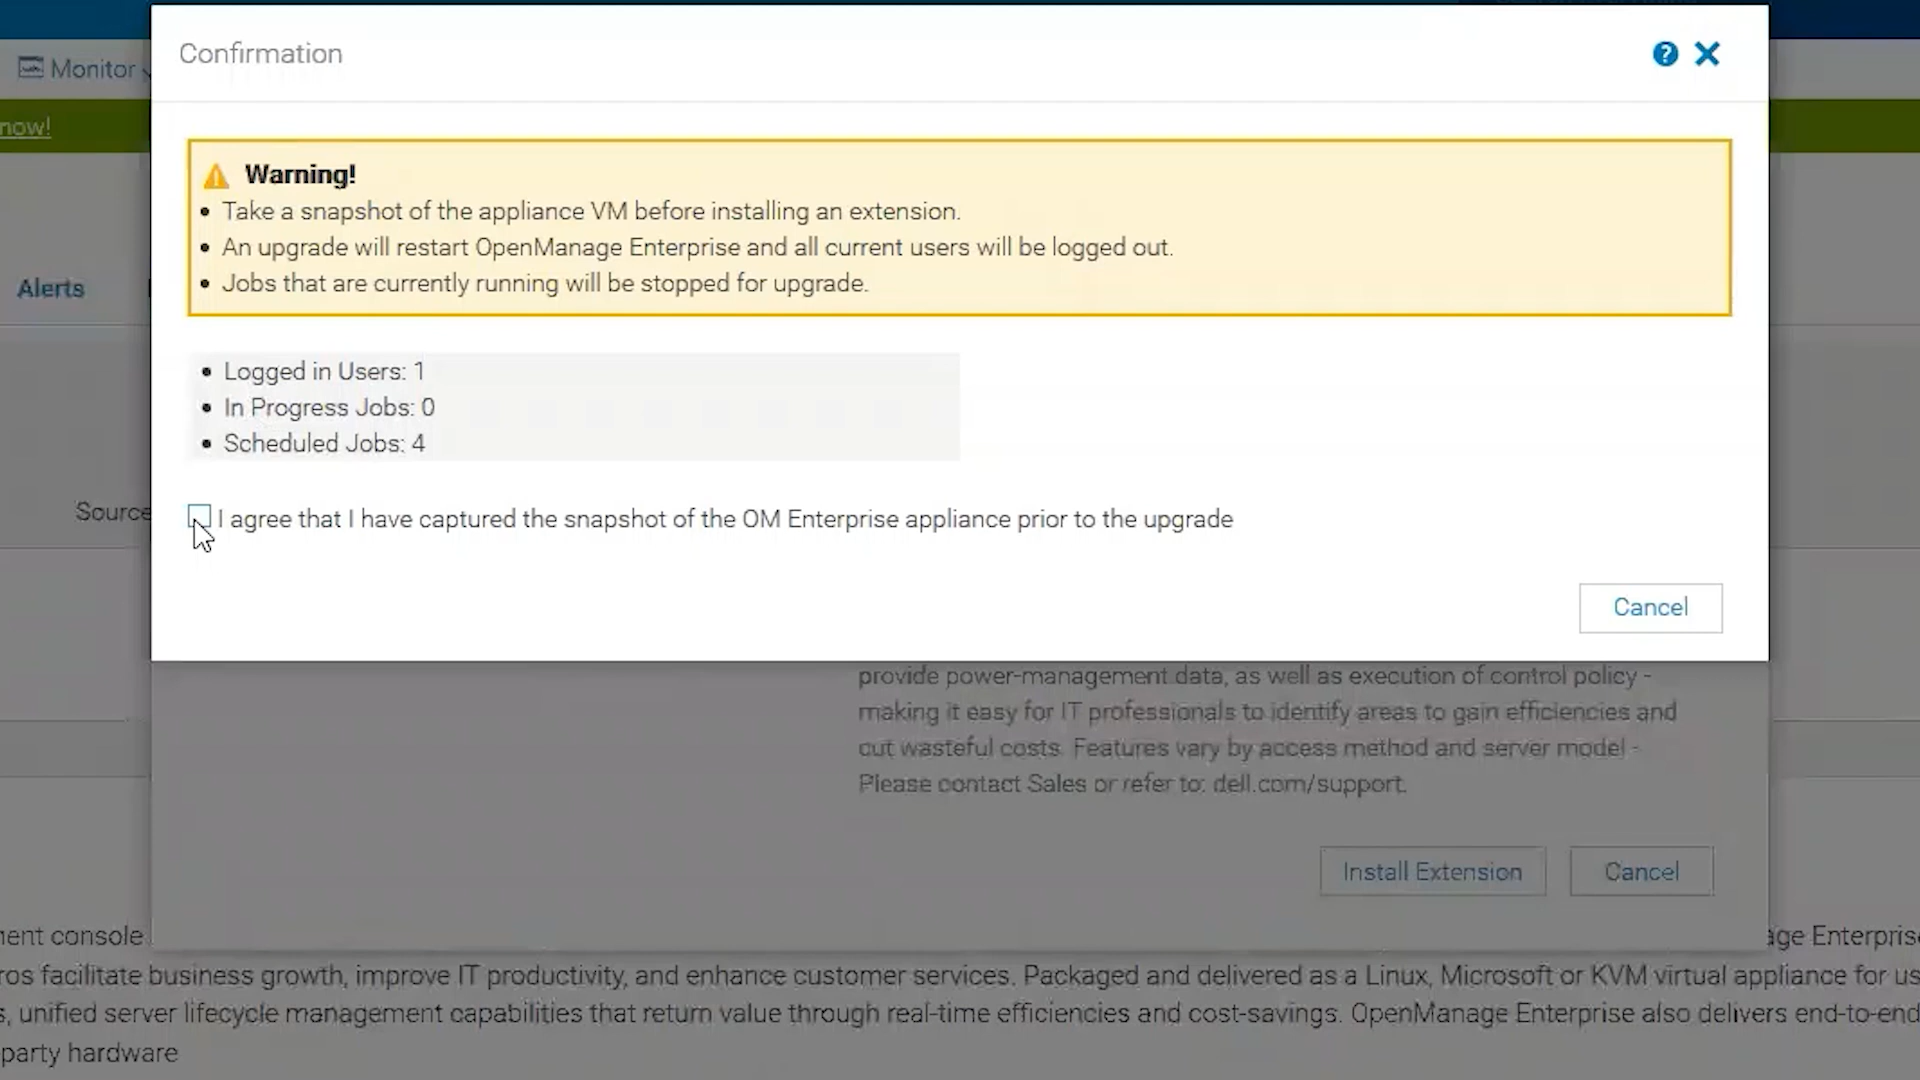 Confirmation
Monitor
now!
Warning!
Take a snapshot of the appliance VM before installing an extension.
An upgrade will restart OpenManage Enterprise and all current users will be logged out.
Alerts
Jobs that are currently running will be stopped for upgrade.
Logged in Users: 1
In Progress Jobs: 0
Scheduled Jobs: 4
Source
I agree that I have captured the snapshot of the OM Enterprise appliance prior to the upgrade
Cancel
provide power-management data, as well as execution of control policy -
making it easy for IT professionals to identify areas to gain efficiencies and
cut wasteful costs. Features vary by access method and server model -
Please contact Sales or refer to: dell.com/support.
Install Extension
Cancel
ment console
age Enterprise
ros facilitate business growth, improve IT productivity, and enhance customer services. Packaged and delivered as a Linux, Microsoft or KVM virtual appliance for us
s, unified server lifecycle management capabilities that return value through real-time efficiencies and cost-savings. OpenManage Enterprise also delivers end-to-end
party hardware